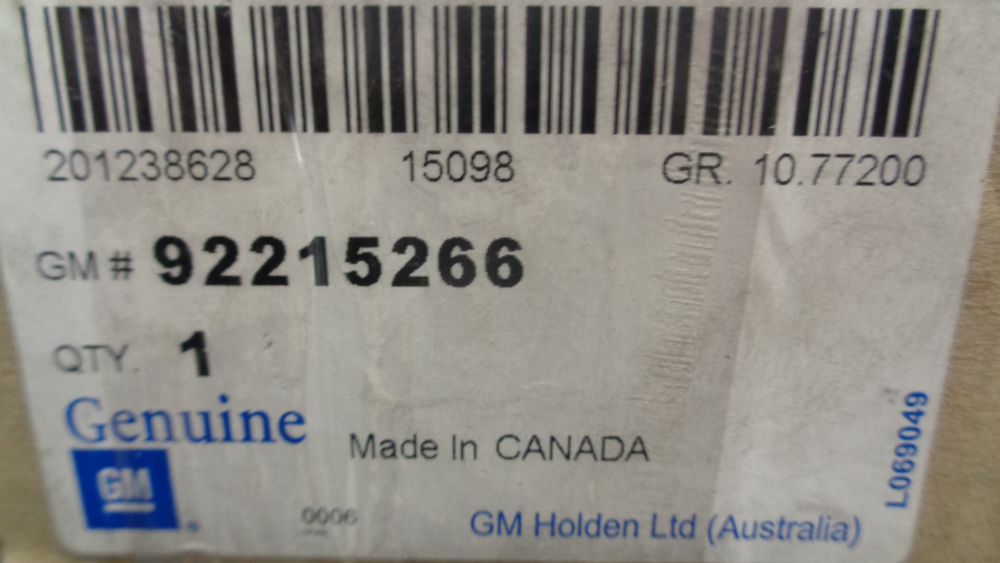 201238628 15098 GR. 10.77200
GM # 92215266
QTY. 1
Genuine
Made In CANADA
GM
0006
GM Holden Ltd (Australia)
L069049